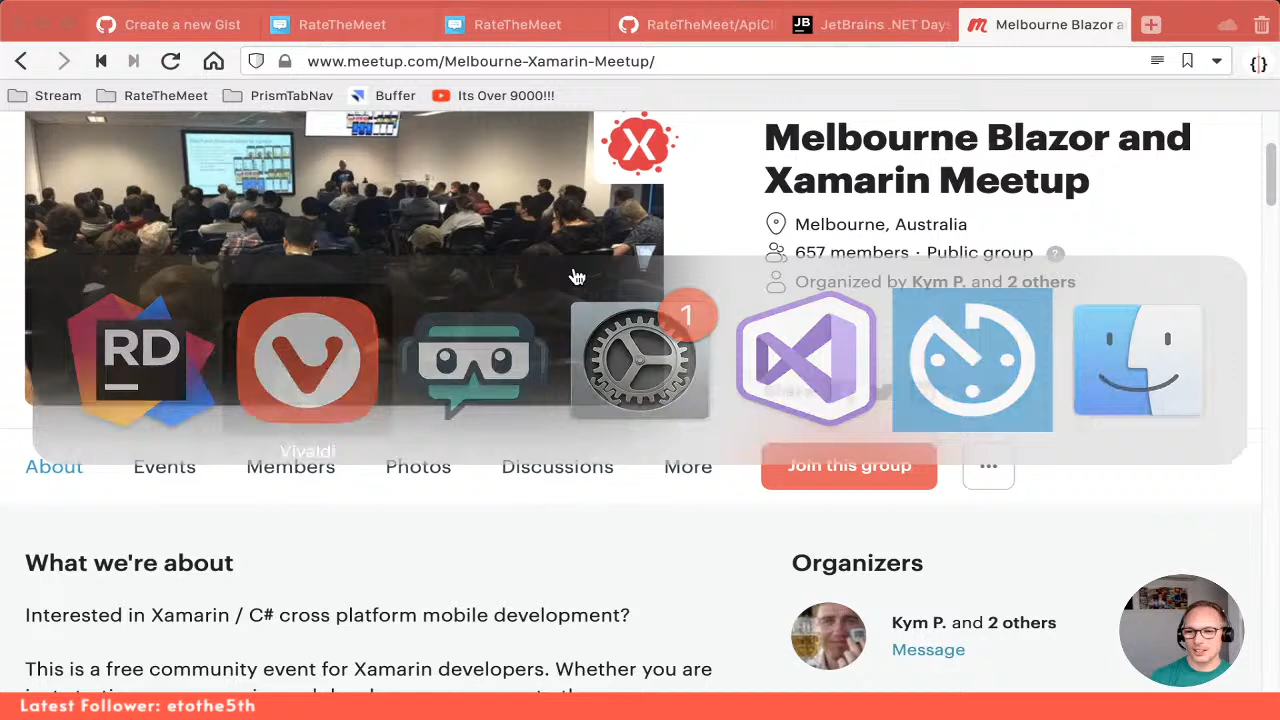 Create a new Gist
RateTheMeet
RateTheMeet
RateTheMeet/ApiCl
JB
JetBrains .NET Days
Melbourne Blazor a
www.meetup.com/Melbourne-Xamarin-Meetup/
Stream
RateTheMeet
PrismTabNav
Buffer
Its Over 9000!!!
X
Melbourne Blazor and
Xamarin Meetup
Melbourne, Australia
657 members · Public group
?
Organized by Kym P. and 2 others
RD
1
Vivaldi
About
Events
Members
Photos
Discussions
More
Join this group
What we're about
Interested in Xamarin / C# cross platform mobile development?
This is a free community event for Xamarin developers. Whether you are
Organizers
Kym P. and 2 others
Message
Latest Follower: etothe5th